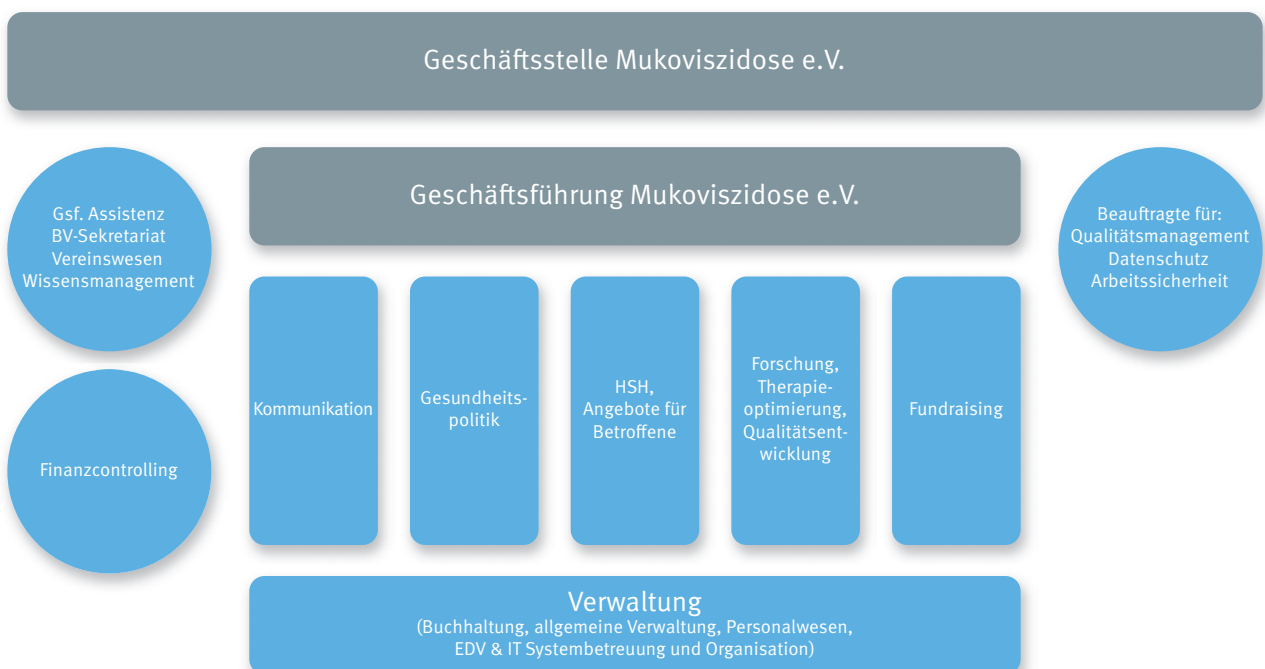 Geschäftsstelle Mukoviszidose e.V.
Geschäftsführung Mukoviszidose e.V.
Gsf. Assistenz
BV-Sekretariat
Vereinswesen
Wissensmanagement
Beauftragte für:
Qualitätsmanagement
Datenschutz
Arbeitssicherheit
Finanzcontrolling
Kommunikation
Gesundheits-
politik
HSH,
Angebote für
Betroffene
Forschung,
Therapie-
optimierung,
Qualitätsent-
wicklung
Fundraising
Verwaltung
(Buchhaltung, allgemeine Verwaltung, Personalwesen,
EDV & IT Systembetreuung und Organisation)